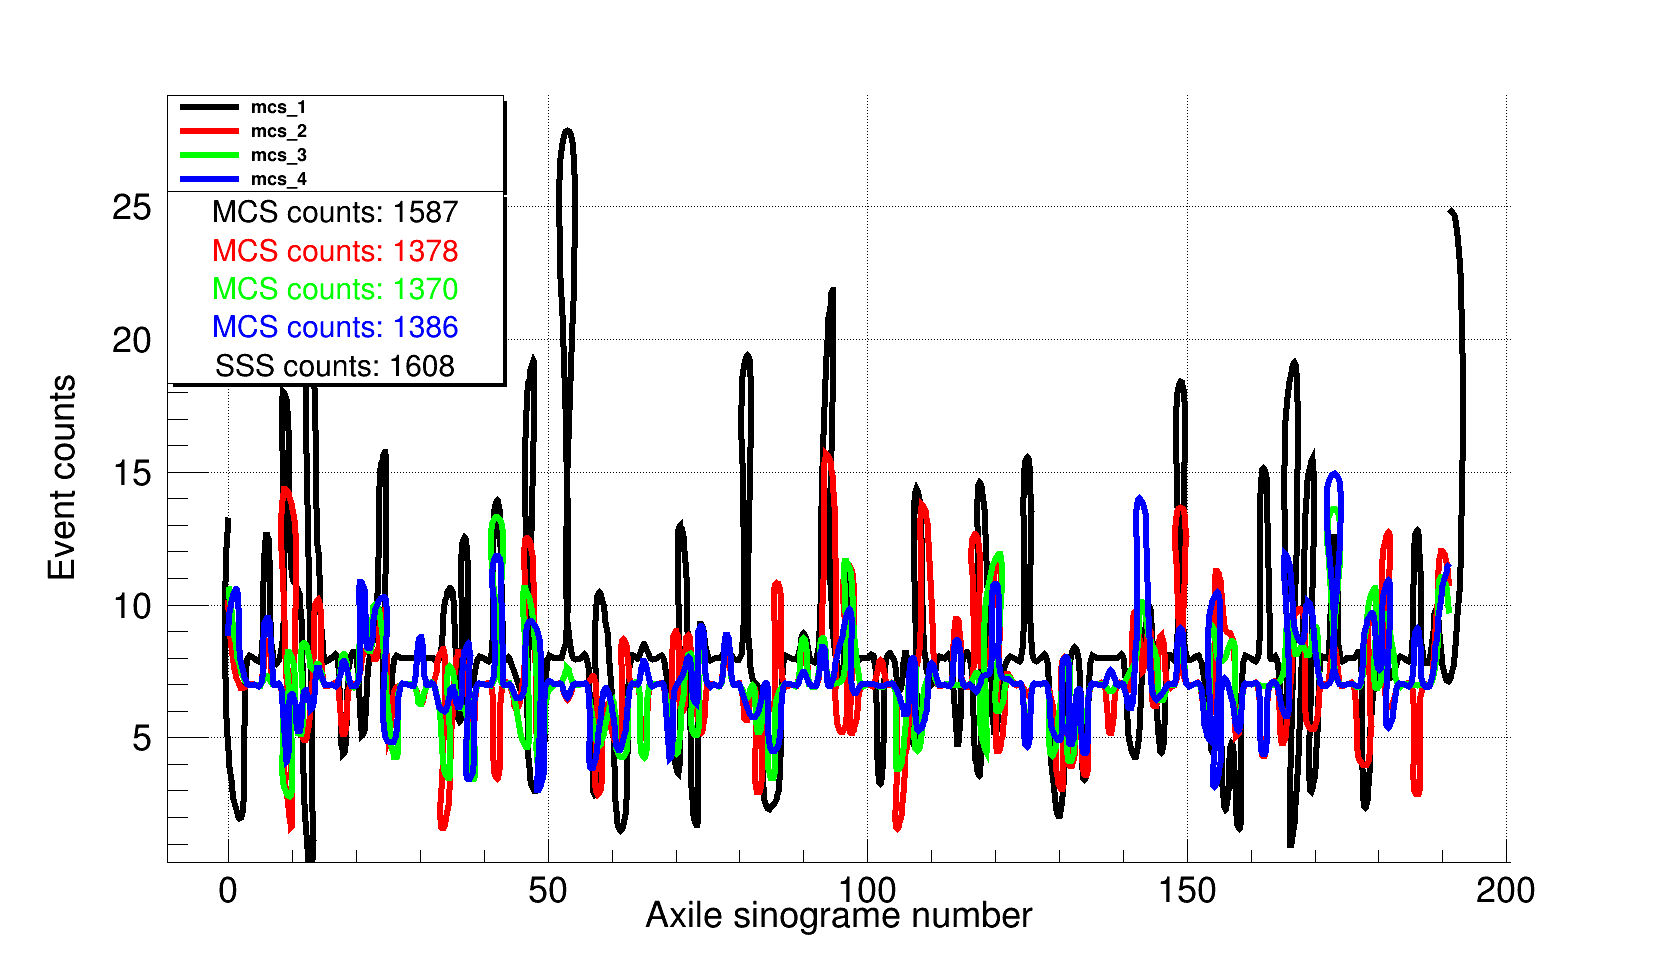 mcs_1
mcs_2
mcs_3
mcs_4
MCS counts: 1587
MCS counts: 1378
MCS counts: 1370
MCS counts: 1386
SSS counts: 1608
25
20
15
10
5
Event counts
0 50 100 150 200
Axile sinograme number